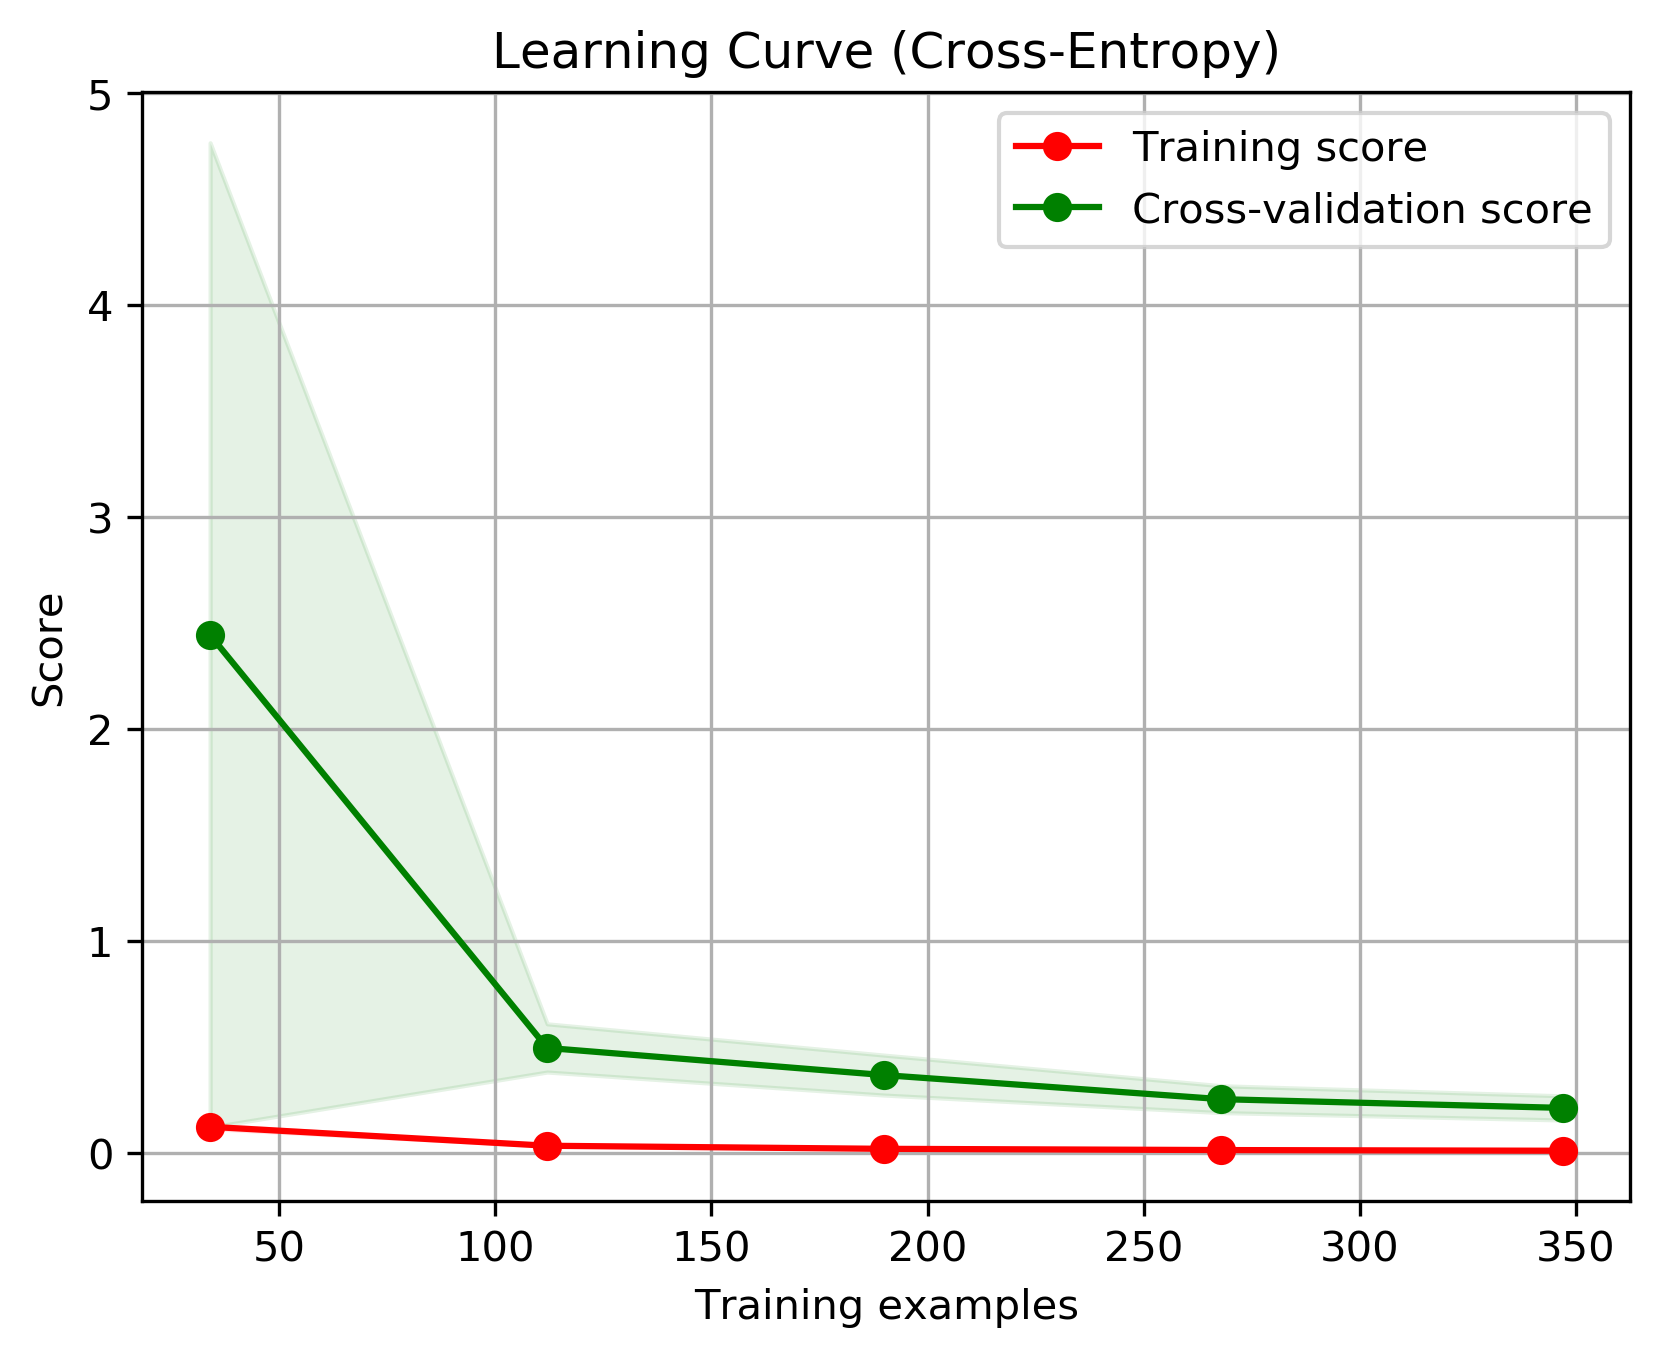 Learning Curve (Cross-Entropy)
5
4
3
2
1
0
Score
Training score
Cross-validation score
50 100 150 200 250 300 350
Training examples